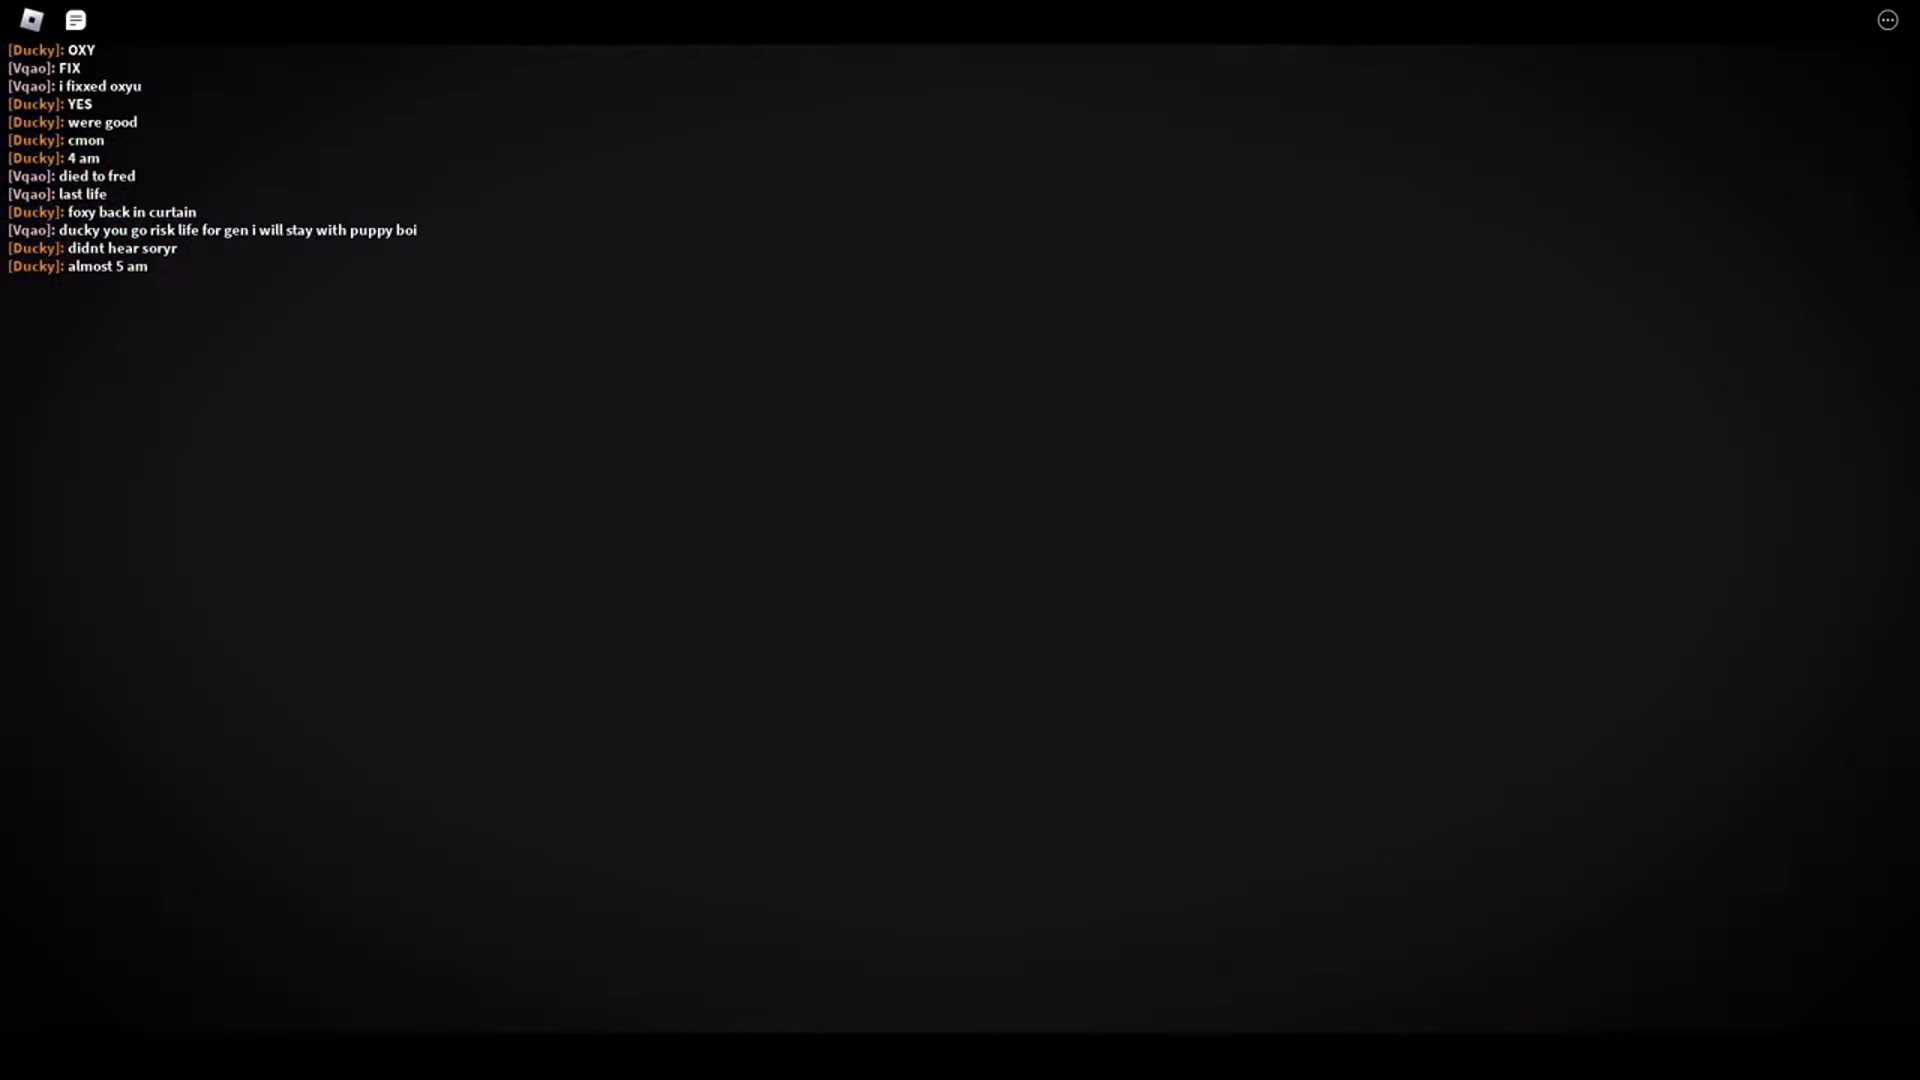 [Ducky]: OXY
[Vqao]: FIX
[Vqao]: i fixxed oxyu
[Ducky]: YES
[Ducky]: were good
[Ducky]: cmon
[Ducky]: 4 am
[Vqao]: died to fred
[Vqao]: last life
[Ducky]: foxy back in curtain
[Vqao]: ducky you go risk life for gen i will stay with puppy boi
[Ducky]: didnt hear soryr
[Ducky]: almost 5 am